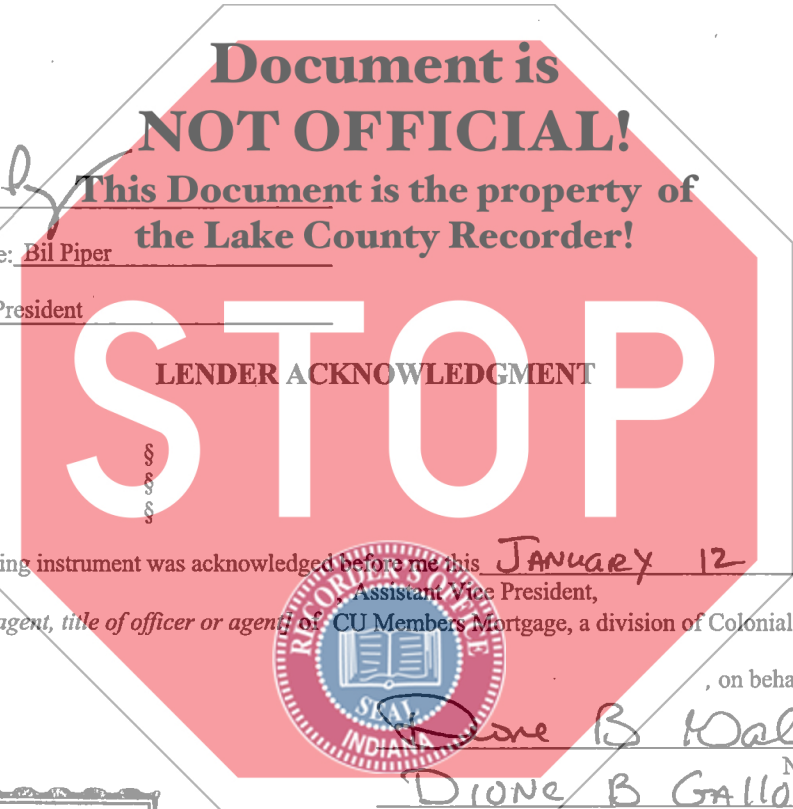 Document is
NOT OFFICIAL!
This Document is the property of
the Lake County Recorder!
e: Bil Piper
President
STOP
LENDER ACKNOWLEDGMENT
§
§
§
ing instrument was acknowledged before me this JANUARY 12
, Assistant Vice President,
agent, title of officer or agent] of CU Members Mortgage, a division of Colonial
, on beha
RECORDER'S OFFICE
SEAL
INDIANA
Dione B
N
DIONE B GALLO